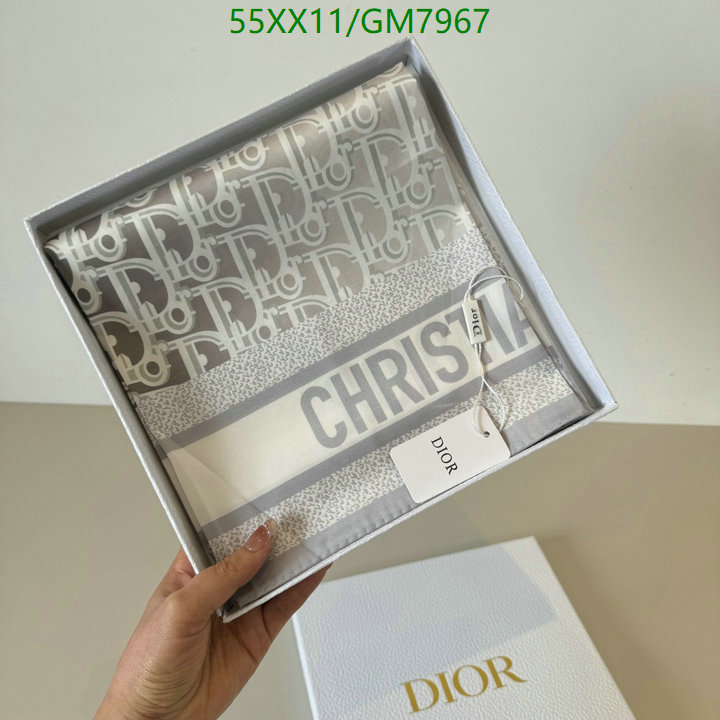 55XX11/GM7967
Dior
CHRISTIA
DIOR
DIOR